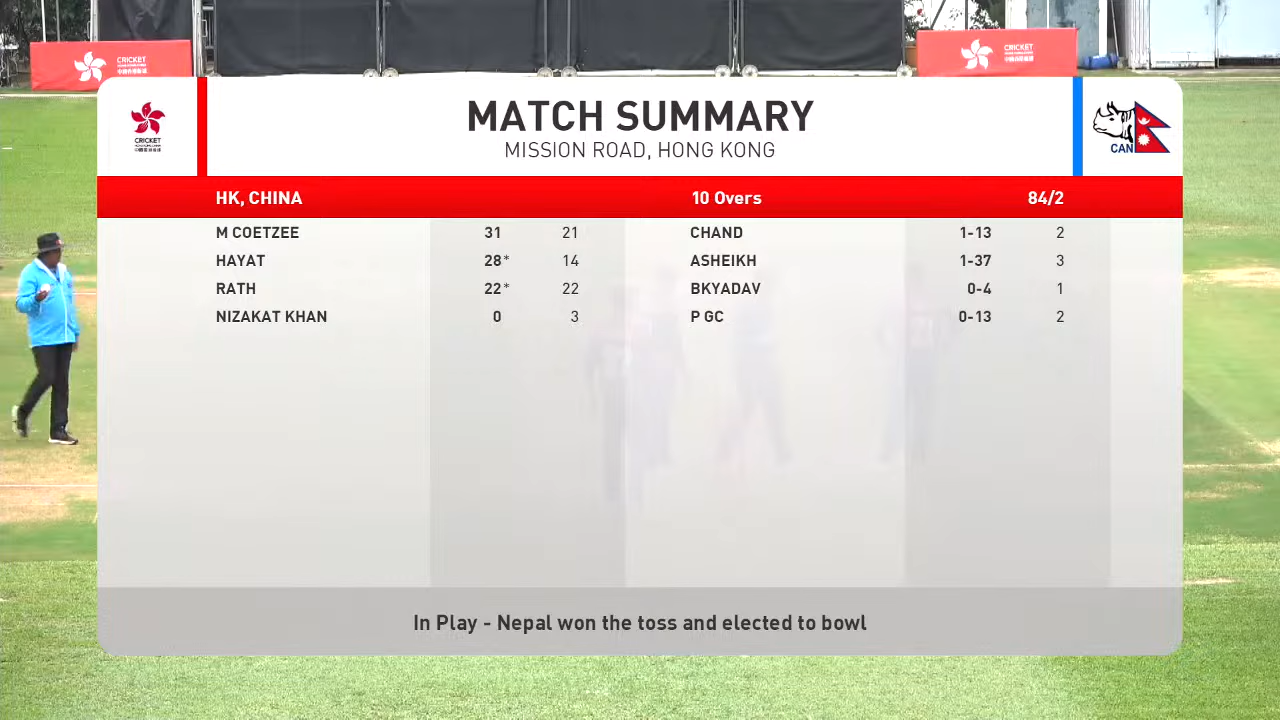 CRICKET
CRICKET
MATCH SUMMARY
MISSION ROAD, HONG KONG
CRICKET
CAN
HK, CHINA 10 Overs 84/2
M COETZEE 31 21 CHAND 1-13 2
HAYAT 28* 14 ASHEIKH 1-37 3
RATH 22* 22 BKYADAV 0-4 1
NIZAKAT KHAN 0 3 P GC 0-13 2
In Play - Nepal won the toss and elected to bowl